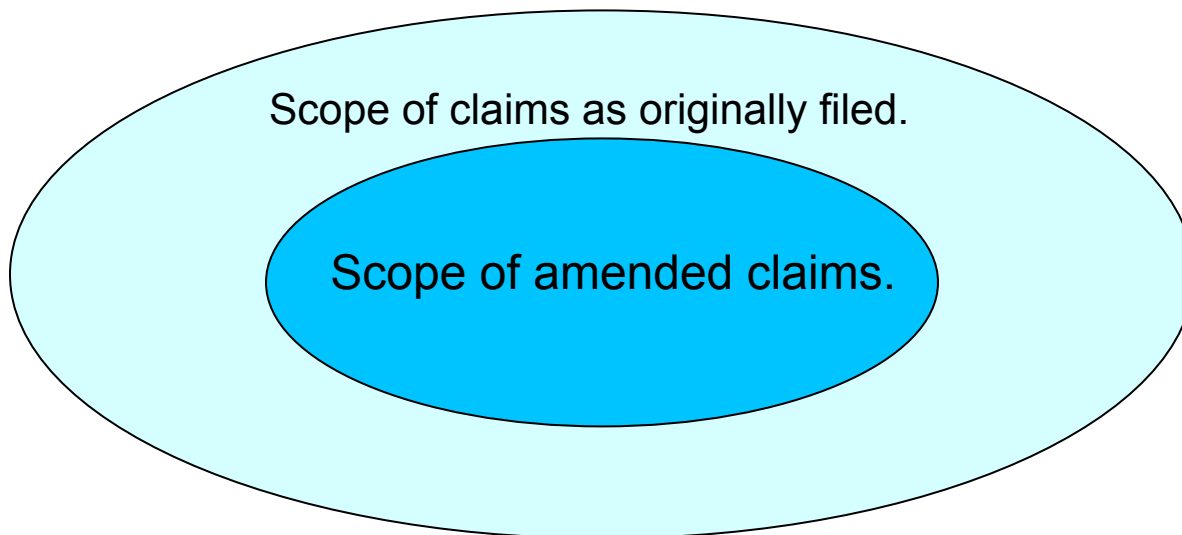 Scope of claims as originally filed.
Scope of amended claims.